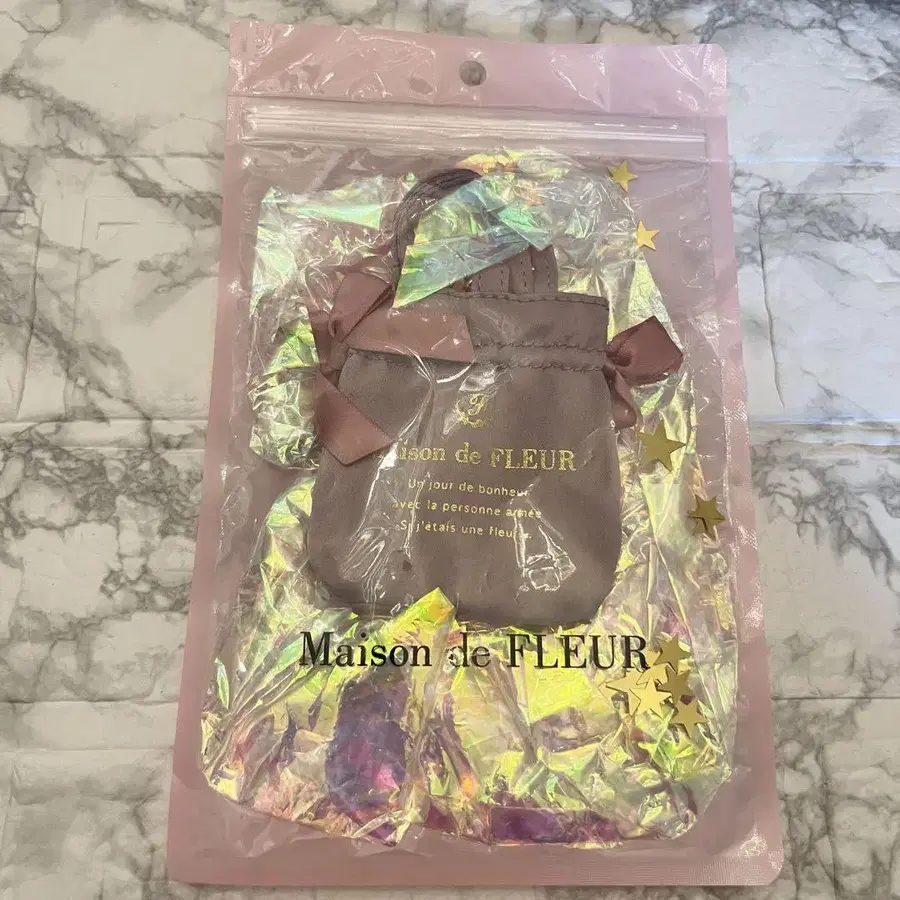 Maison de FLEUR
Un jour de bonheur
avec la personne aimée
Si j'étais une fleur
Maison de FLEUR